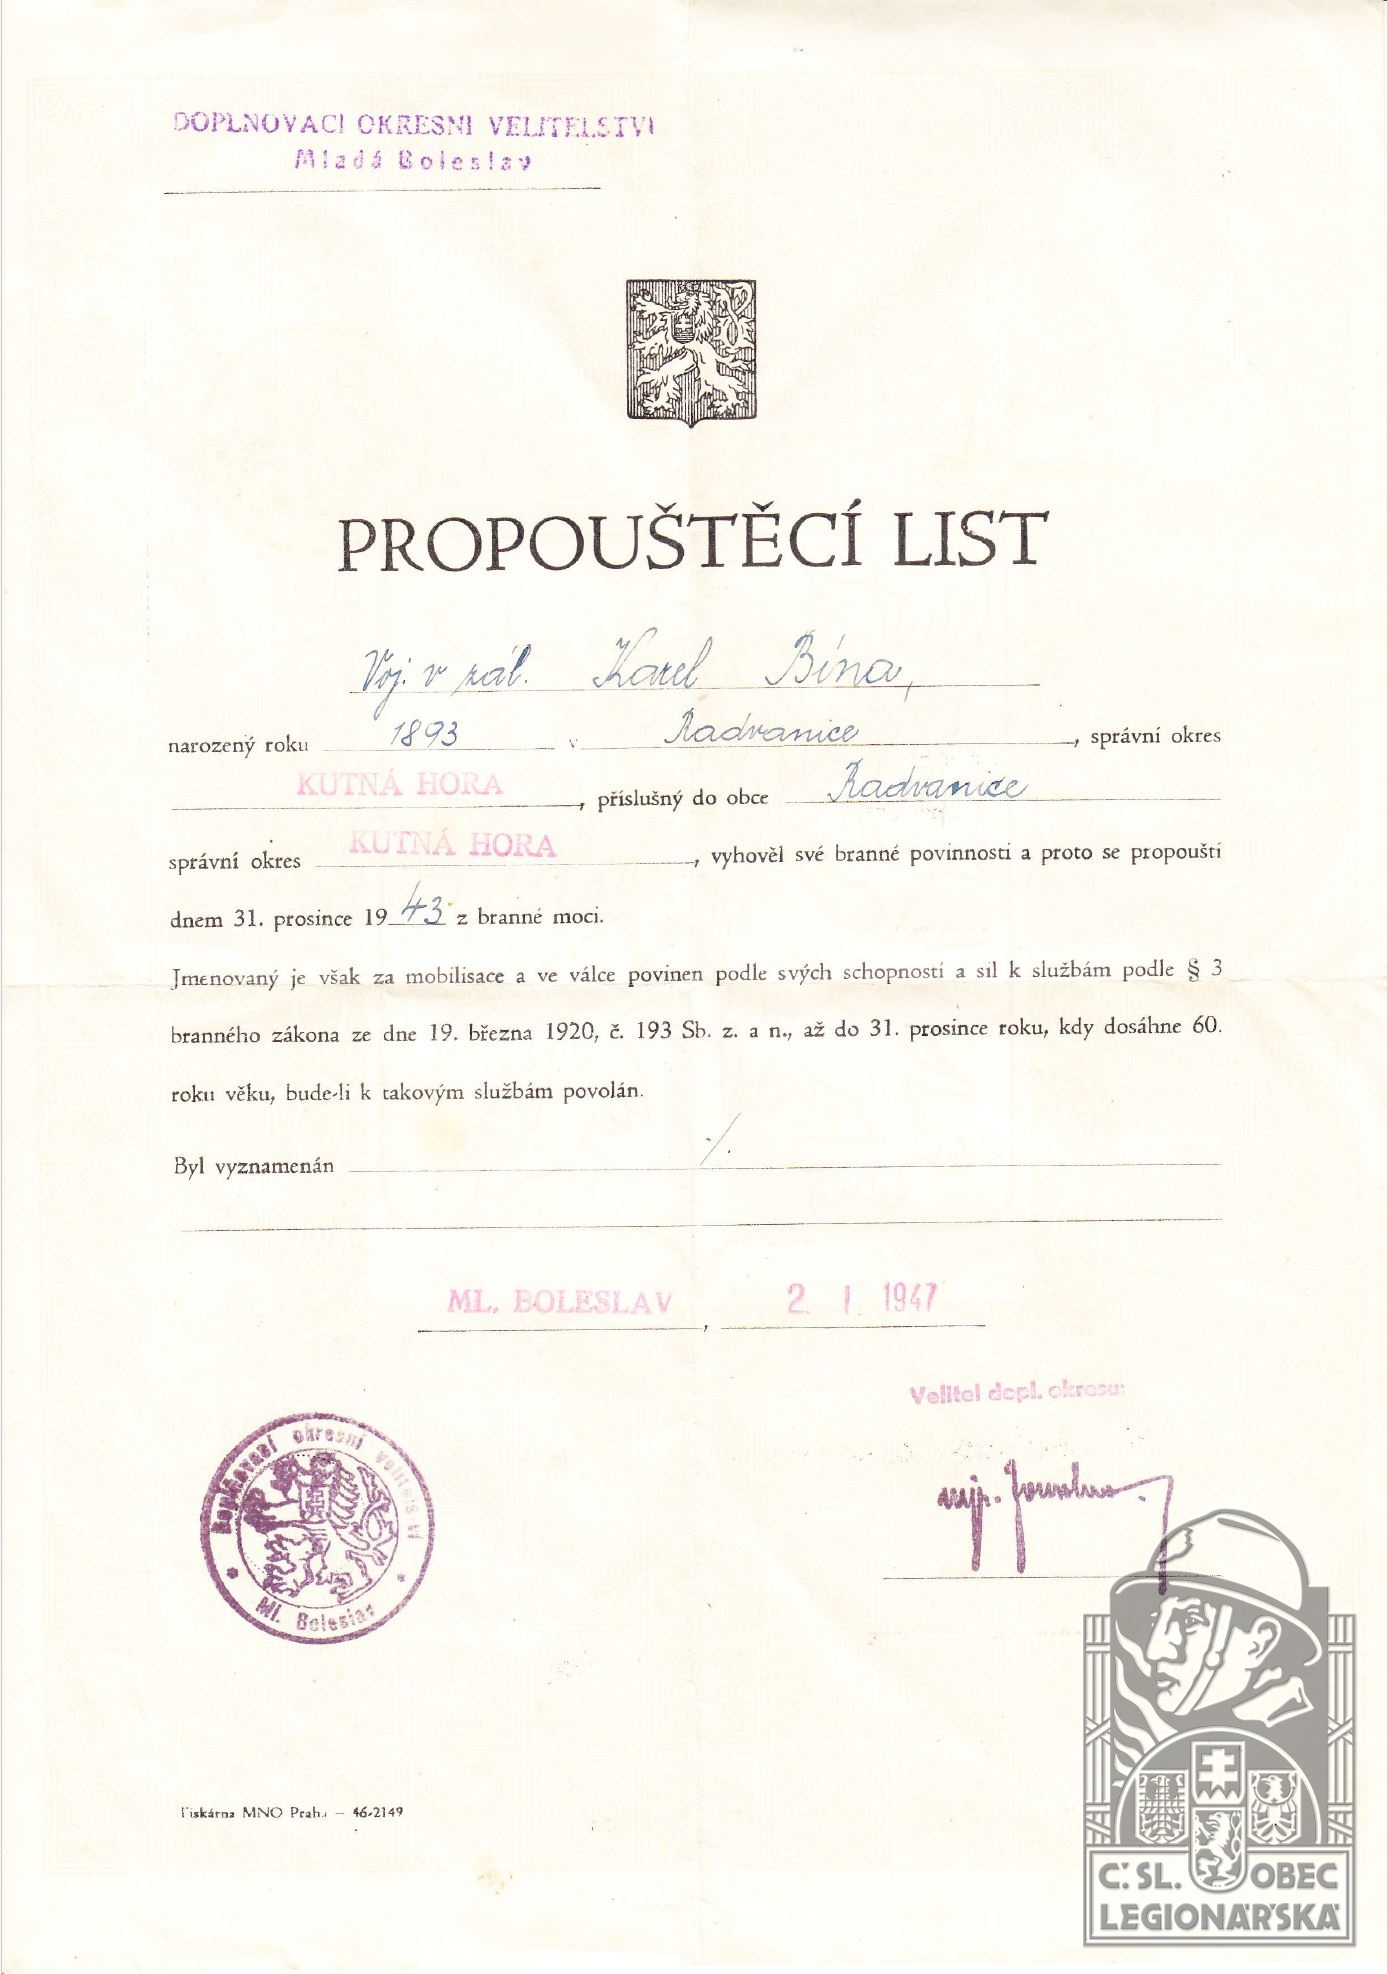 DOPLŇOVACÍ OKRESNÍ VELITELSTVÍ
Mladá Boleslav
PROPOUŠTĚCÍ LIST
Voj. v zál. Karel Bína,
narozený roku 1893 v Radvanice, správní okres
KUTNÁ HORA, příslušný do obce Radvanice
správní okres KUTNÁ HORA, vyhověl své branné povinnosti a proto se propouští
dnem 31. prosince 1943 z branné moci.
Jmenovaný je však za mobilisace a ve válce povinen podle svých schopností a sil k službám podle § 3
branného zákona ze dne 19. března 1920, č. 193 Sb. z. a n., až do 31. prosince roku, kdy dosáhne 60.
roku věku, bude-li k takovým službám povolán.
Byl vyznamenán ./.
ML. BOLESLAV, 2. I. 1947
Velitel dopl. okresu:
mjr.
Doplňovací okresní velitelství
Ml. Boleslav
Tiskárna MNO Praha – 46-2149
Č. SL. OBEC
LEGIONÁŘSKÁ